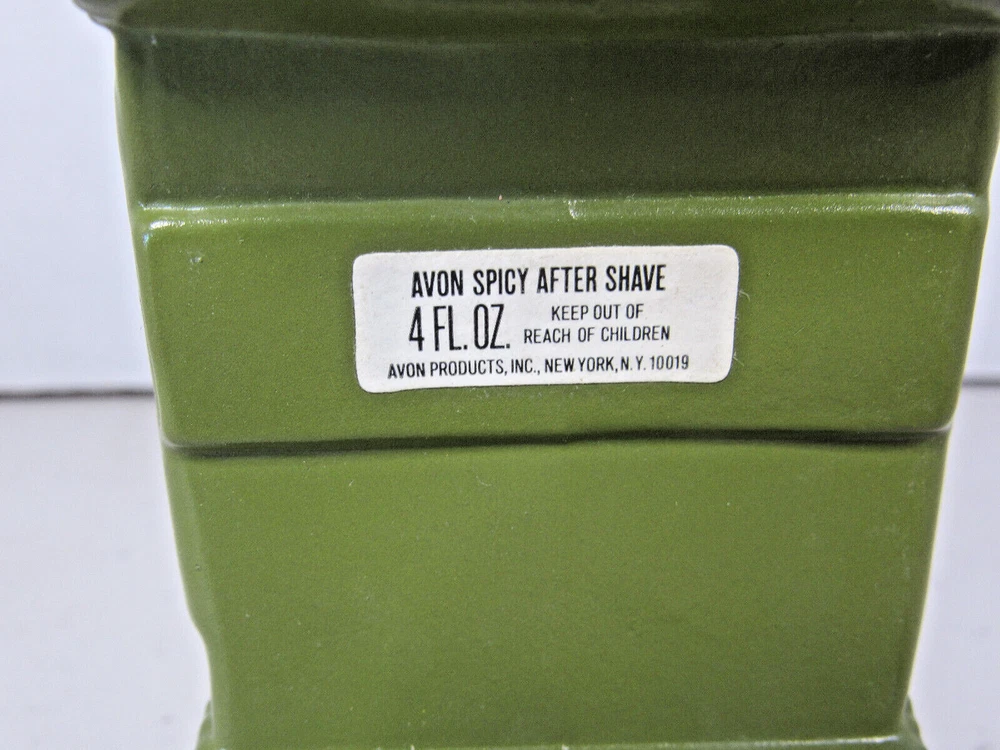 AVON SPICY AFTER SHAVE
4 FL. OZ.
KEEP OUT OF
REACH OF CHILDREN
AVON PRODUCTS, INC., NEW YORK, N.Y. 10019